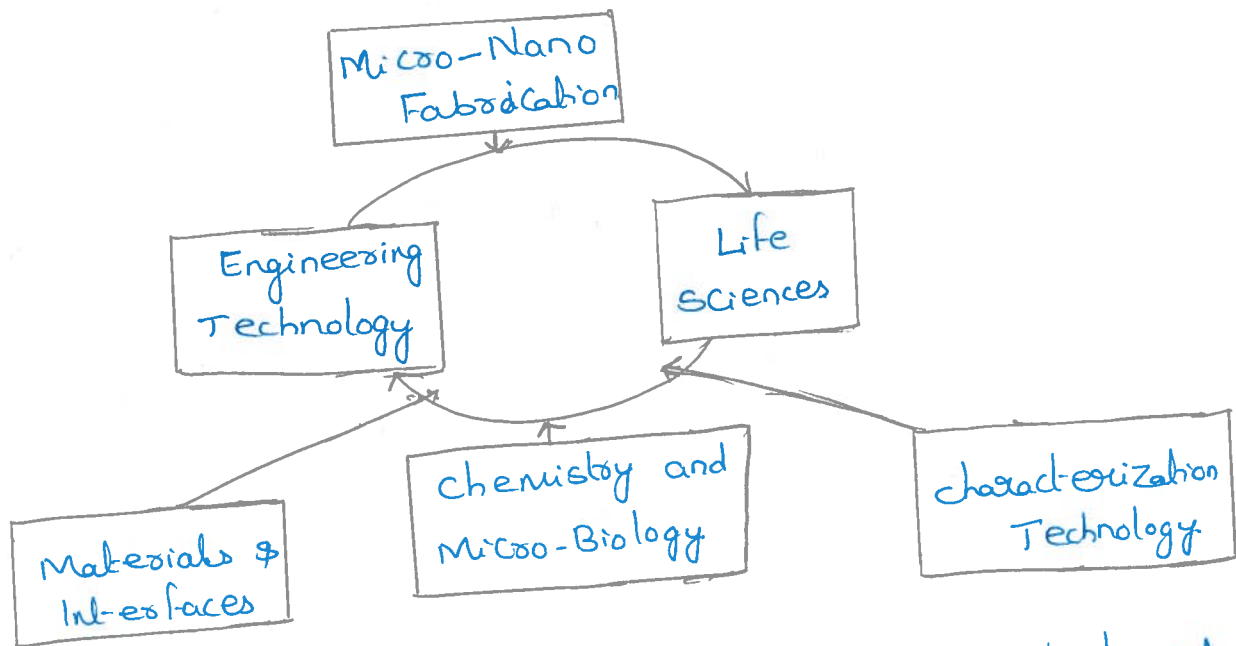 Micro-Nano
Fabrication
Engineering
Technology
Life
Sciences
Materials &
Interfaces
Chemistry and
Micro-Biology
Characterization
Technology